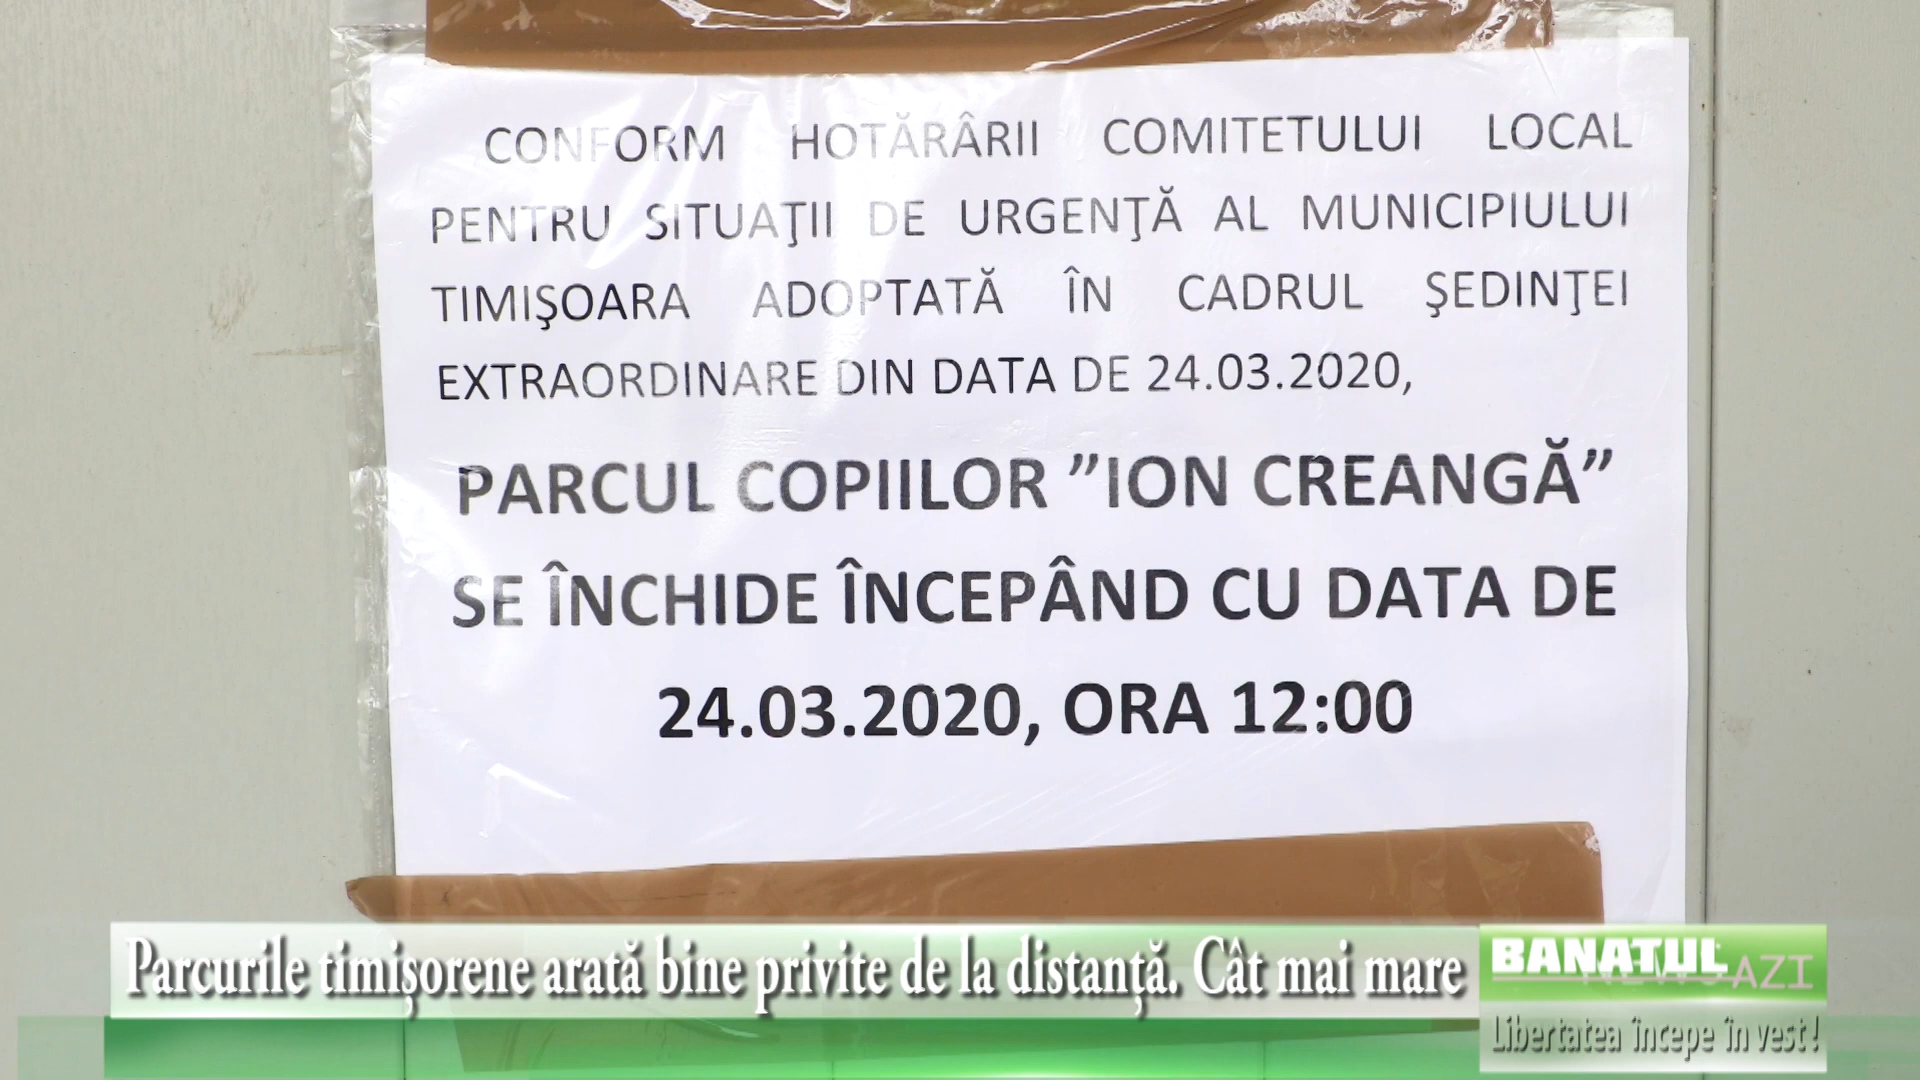 CONFORM HOTĂRÂRII COMITETULUI LOCAL
PENTRU SITUAŢII DE URGENŢĂ AL MUNICIPIULUI
TIMIŞOARA ADOPTATĂ ÎN CADRUL ŞEDINŢEI
EXTRAORDINARE DIN DATA DE 24.03.2020,
PARCUL COPIILOR ”ION CREANGĂ”
SE ÎNCHIDE ÎNCEPÂND CU DATA DE
24.03.2020, ORA 12:00
Parcurile timișorene arată bine privite de la distanță. Cât mai mare
BANATUL
AZI
Libertatea începe în vest!